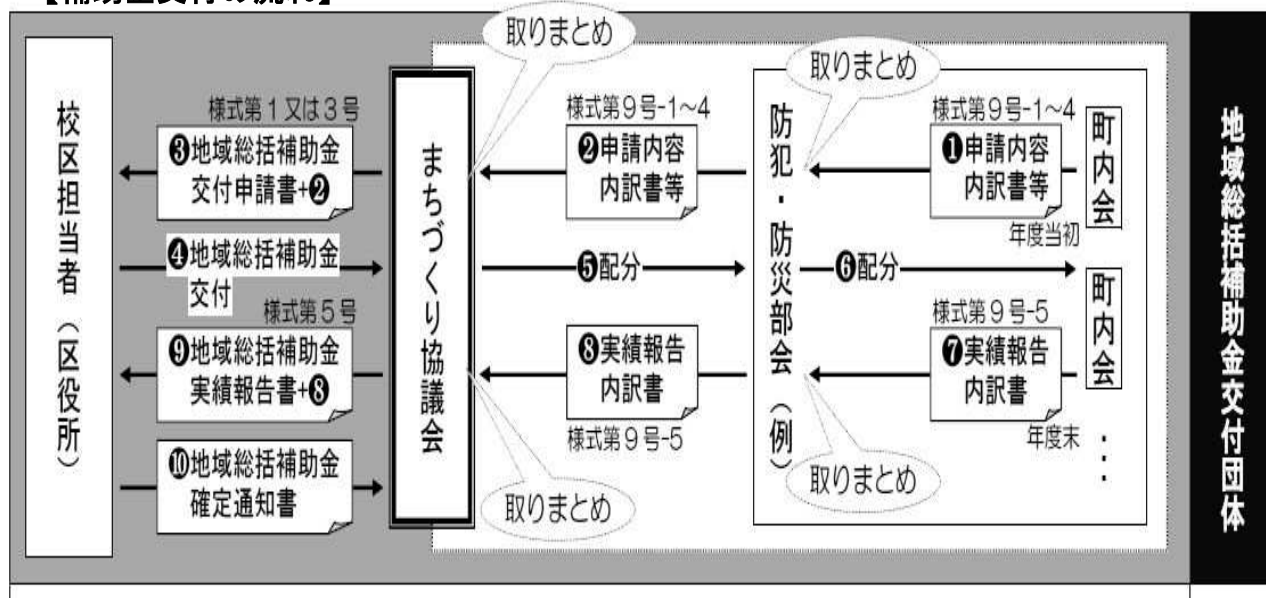 【補助金交付の流れ】
取りまとめ
取りまとめ
校区担当者（区役所）
様式第１又は３号
❸地域総括補助金
交付申請書+❷
❹地域総括補助金
交付
様式第５号
❾地域総括補助金
実績報告書+❽
❿地域総括補助金
確定通知書
まちづくり協議会
様式第９号-1～4
❷申請内容
内訳書等
❺配分
❽実績報告
内訳書
様式第９号-5
取りまとめ
防犯・防災部会（例）
様式第９号-1～4
❶申請内容
内訳書等
年度当初
❻配分
様式第９号-5
❼実績報告
内訳書
年度末
取りまとめ
町内会
町内会
・・・
地域総括補助金交付団体